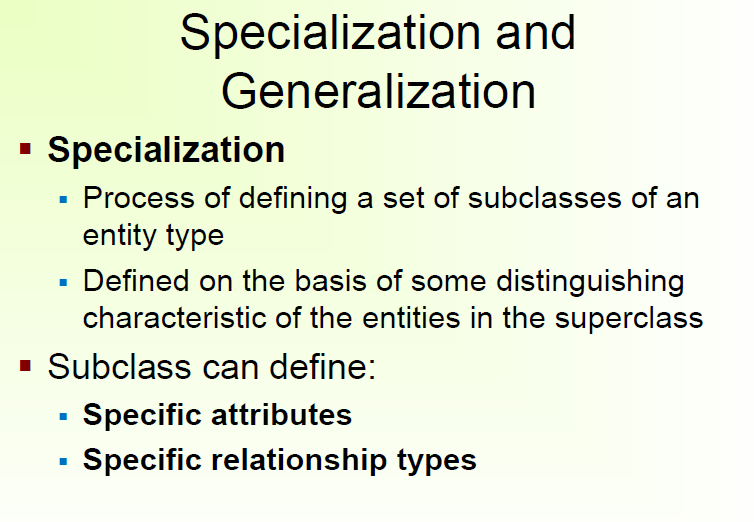 Specialization and
Generalization
Specialization
Process of defining a set of subclasses of an
entity type
Defined on the basis of some distinguishing
characteristic of the entities in the superclass
Subclass can define:
Specific attributes
Specific relationship types